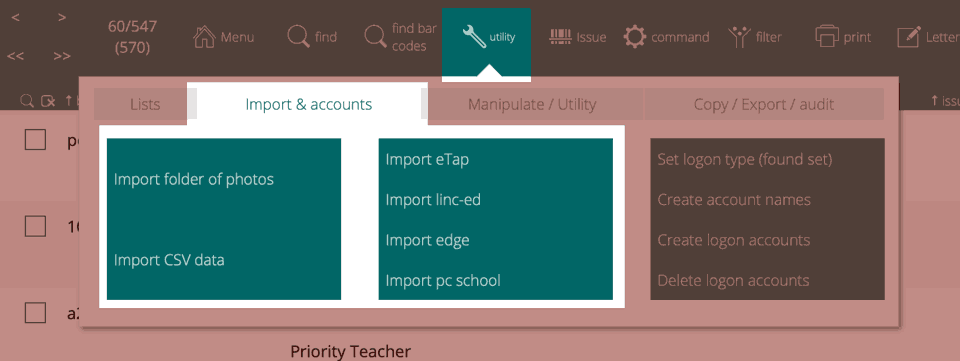 < >
60/547
(570)
<< >>
Menu
find
find bar
codes
utility
Issue
command
filter
print
Letter
Lists
Import & accounts
Manipulate / Utility
Copy / Export / audit
Import folder of photos
Import CSV data
Import eTap
Import linc-ed
Import edge
Import pc school
Set logon type (found set)
Create account names
Create logon accounts
Delete logon accounts
Priority Teacher